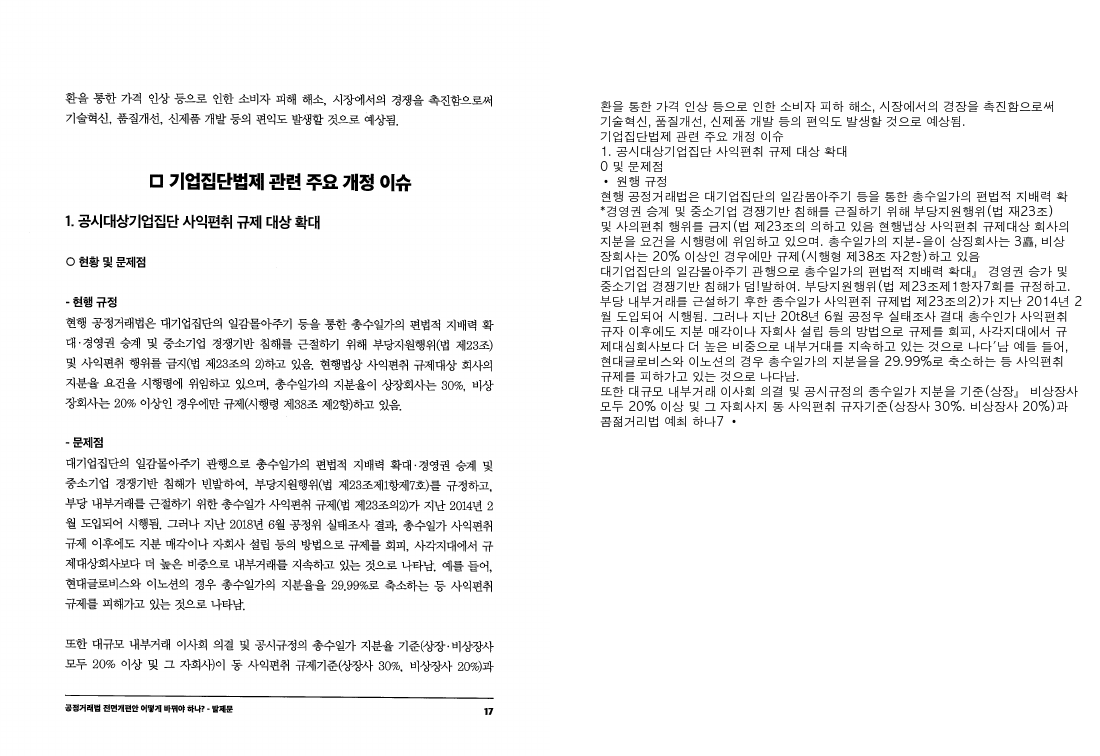 환을 통한 가격 인상 등으로 인한 소비자 피해 해소, 시장에서의 경쟁을 촉진함으로써
기술혁신, 품질개선, 신제품 개발 등의 편익도 발생할 것으로 예상됨.
□ 기업집단법제 관련 주요 개정 이슈
1. 공시대상기업집단 사익편취 규제 대상 확대
○ 현황 및 문제점
- 현행 규정
현행 공정거래법은 대기업집단의 일감몰아주기 등을 통한 총수일가의 편법적 지배력 확
대·경영권 승계 및 중소기업 경쟁기반 침해를 근절하기 위해 부당지원행위(법 제23조)
및 사익편취 행위를 금지(법 제23조의 2)하고 있음. 현행법상 사익편취 규제대상 회사의
지분율 요건을 시행령에 위임하고 있으며, 총수일가의 지분율이 상장회사는 30%, 비상
장회사는 20% 이상인 경우에만 규제(시행령 제38조 제2항)하고 있음.
- 문제점
대기업집단의 일감몰아주기 관행으로 총수일가의 편법적 지배력 확대·경영권 승계 및
중소기업 경쟁기반 침해가 빈발하여, 부당지원행위(법 제23조제1항제7호)를 규정하고,
부당 내부거래를 근절하기 위한 총수일가 사익편취 규제(법 제23조의2)가 지난 2014년 2
월 도입되어 시행됨. 그러나 지난 2018년 6월 공정위 실태조사 결과, 총수일가 사익편취
규제 이후에도 지분 매각이나 자회사 설립 등의 방법으로 규제를 회피, 사각지대에서 규
제대상회사보다 더 높은 비중으로 내부거래를 지속하고 있는 것으로 나타남. 예를 들어,
현대글로비스와 이노션의 경우 총수일가의 지분율을 29.99%로 축소하는 등 사익편취
규제를 피해가고 있는 것으로 나타남.
또한 대규모 내부거래 이사회 의결 및 공시규정의 총수일가 지분율 기준(상장·비상장사
모두 20% 이상 및 그 자회사)이 동 사익편취 규제기준(상장사 30%, 비상장사 20%)과
공정거래법 전면개편안 어떻게 바꿔야 하나? - 발제문 17
환을 통한 가격 인상 등으로 인한 소비자 피하 해소, 시장에서의 경장을 촉진함으로써
기술혁신, 품질개선, 신제품 개발 등의 편익도 발생할 것으로 예상됨.
기업집단법제 관련 주요 개정 이슈
1. 공시대상기업집단 사익편취 규제 대상 확대
0 및 문제점
• 원행 규정
현행 공정거래법은 대기업집단의 일감몸아주기 등을 통한 총수일가의 편법적 지배력 확
*경영권 승계 및 중소기업 경쟁기반 침해를 근절하기 위해 부당지원행위(법 재23조)
및 사의편취 행위를 금지(법 제23조의 의하고 있음 현행냅상 사익편취 규제대상 회사의
지분을 요건을 시행령에 위임하고 있으며. 총수일가의 지분-을이 상징회사는 3矗, 비상
장회사는 20% 이상인 경우에만 규제(시행형 제38조 자2항)하고 있음
대기업집단의 일감몰아주기 관행으로 총수일가의 편법적 지배력 확대』 경영권 승가 및
중소기업 경쟁기반 침해가 덤!발하여. 부당지원행위(법 제23조제1항자7회를 규정하고.
부당 내부거래를 근설하기 후한 총수일가 사익편취 규제법 제23조의2)가 지난 2014년 2
월 도입되어 시행됨. 그러나 지난 20t8년 6월 공정우 실태조사 결대 총수인가 사익편취
규자 이후에도 지분 매각이나 자회사 설립 등의 방법으로 규제를 회피, 사각지대에서 규
제대심회사보다 더 높은 비중으로 내부거대를 지속하고 있는 것으로 나다´남 예들 들어,
현대글로비스와 이노션의 경우 총수일가의 지분을을 29.99%로 축소하는 등 사익편취
규제를 피하가고 있는 것으로 나다남.
또한 대규모 내부거래 이사회 의결 및 공시규정의 종수일가 지분을 기준(상장』 비상장사
모두 20% 이상 및 그 자회사지 동 사익편취 규자기준(상장사 30%. 비상장사 20%)과
콤젊거리법 예최 하나7 •